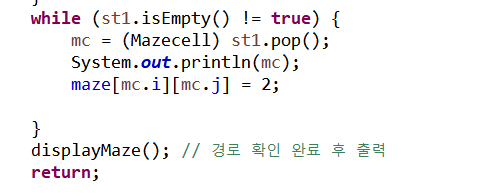 while (st1.isEmpty() != true) {
mc = (Mazecell) st1.pop();
System.out.println(mc);
maze[mc.i][mc.j] = 2;
}
displayMaze(); // 경로 확인 완료 후 출력
return;